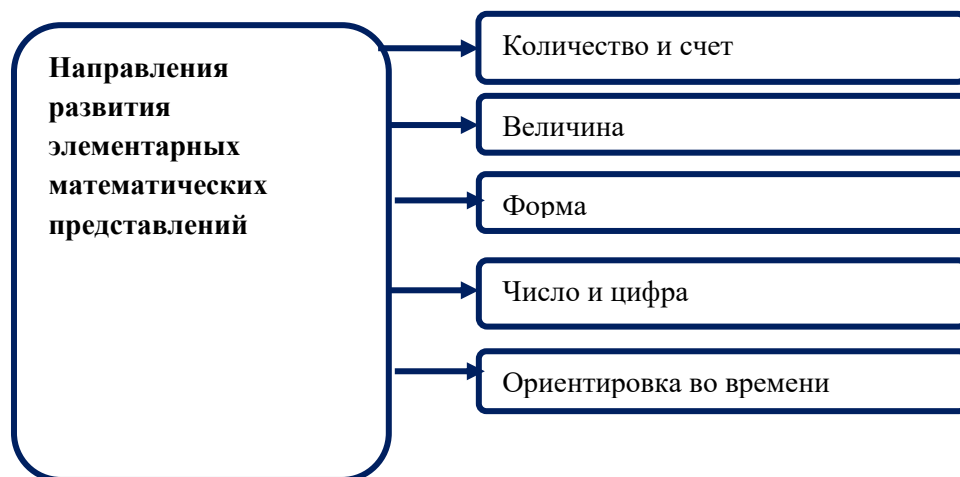 Направления
развития
элементарных
математических
представлений
Количество и счет
Величина
Форма
Число и цифра
Ориентировка во времени